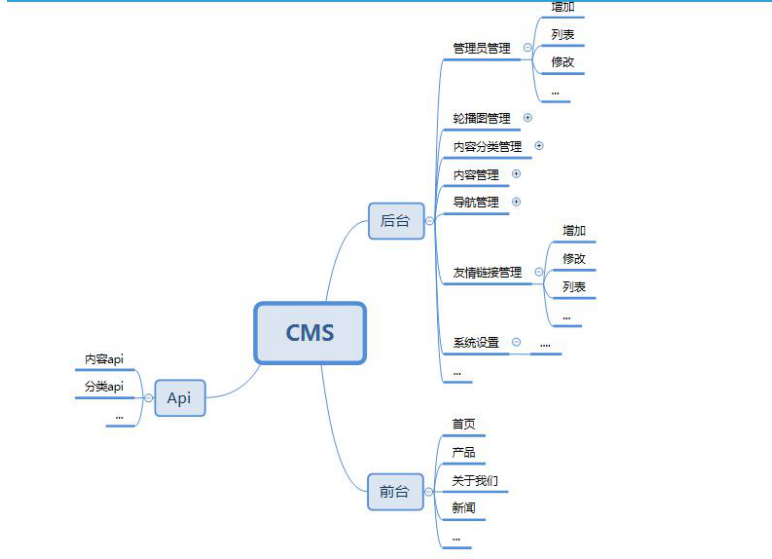 增加
列表
修改
...
管理员管理
轮播图管理
内容分类管理
内容管理
导航管理
后台
增加
修改
列表
...
友情链接管理
系统设置
....
...
CMS
内容api
分类api
...
Api
首页
产品
关于我们
新闻
...
前台